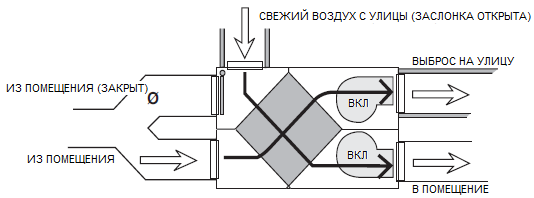 СВЕЖИЙ ВОЗДУХ С УЛИЦЫ (ЗАСЛОНКА ОТКРЫТА)
ВЫБРОС НА УЛИЦУ
ИЗ ПОМЕЩЕНИЯ (ЗАКРЫТ)
Ø
ВКЛ
ВКЛ
ИЗ ПОМЕЩЕНИЯ
В ПОМЕЩЕНИЕ